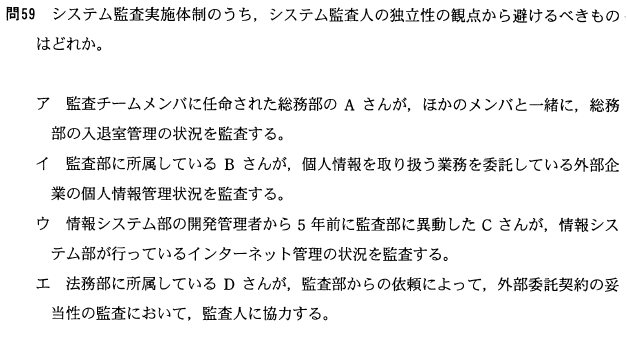 問59 システム監査実施体制のうち，システム監査人の独立性の観点から避けるべきもの
はどれか。
ア 監査チームメンバに任命された総務部の A さんが，ほかのメンバと一緒に，総務
部の入退室管理の状況を監査する。
イ 監査部に所属している B さんが，個人情報を取り扱う業務を委託している外部企
業の個人情報管理状況を監査する。
ウ 情報システム部の開発管理者から 5 年前に監査部に異動した C さんが，情報シス
テム部が行っているインターネット管理の状況を監査する。
エ 法務部に所属している D さんが，監査部からの依頼によって，外部委託契約の妥
当性の監査において，監査人に協力する。